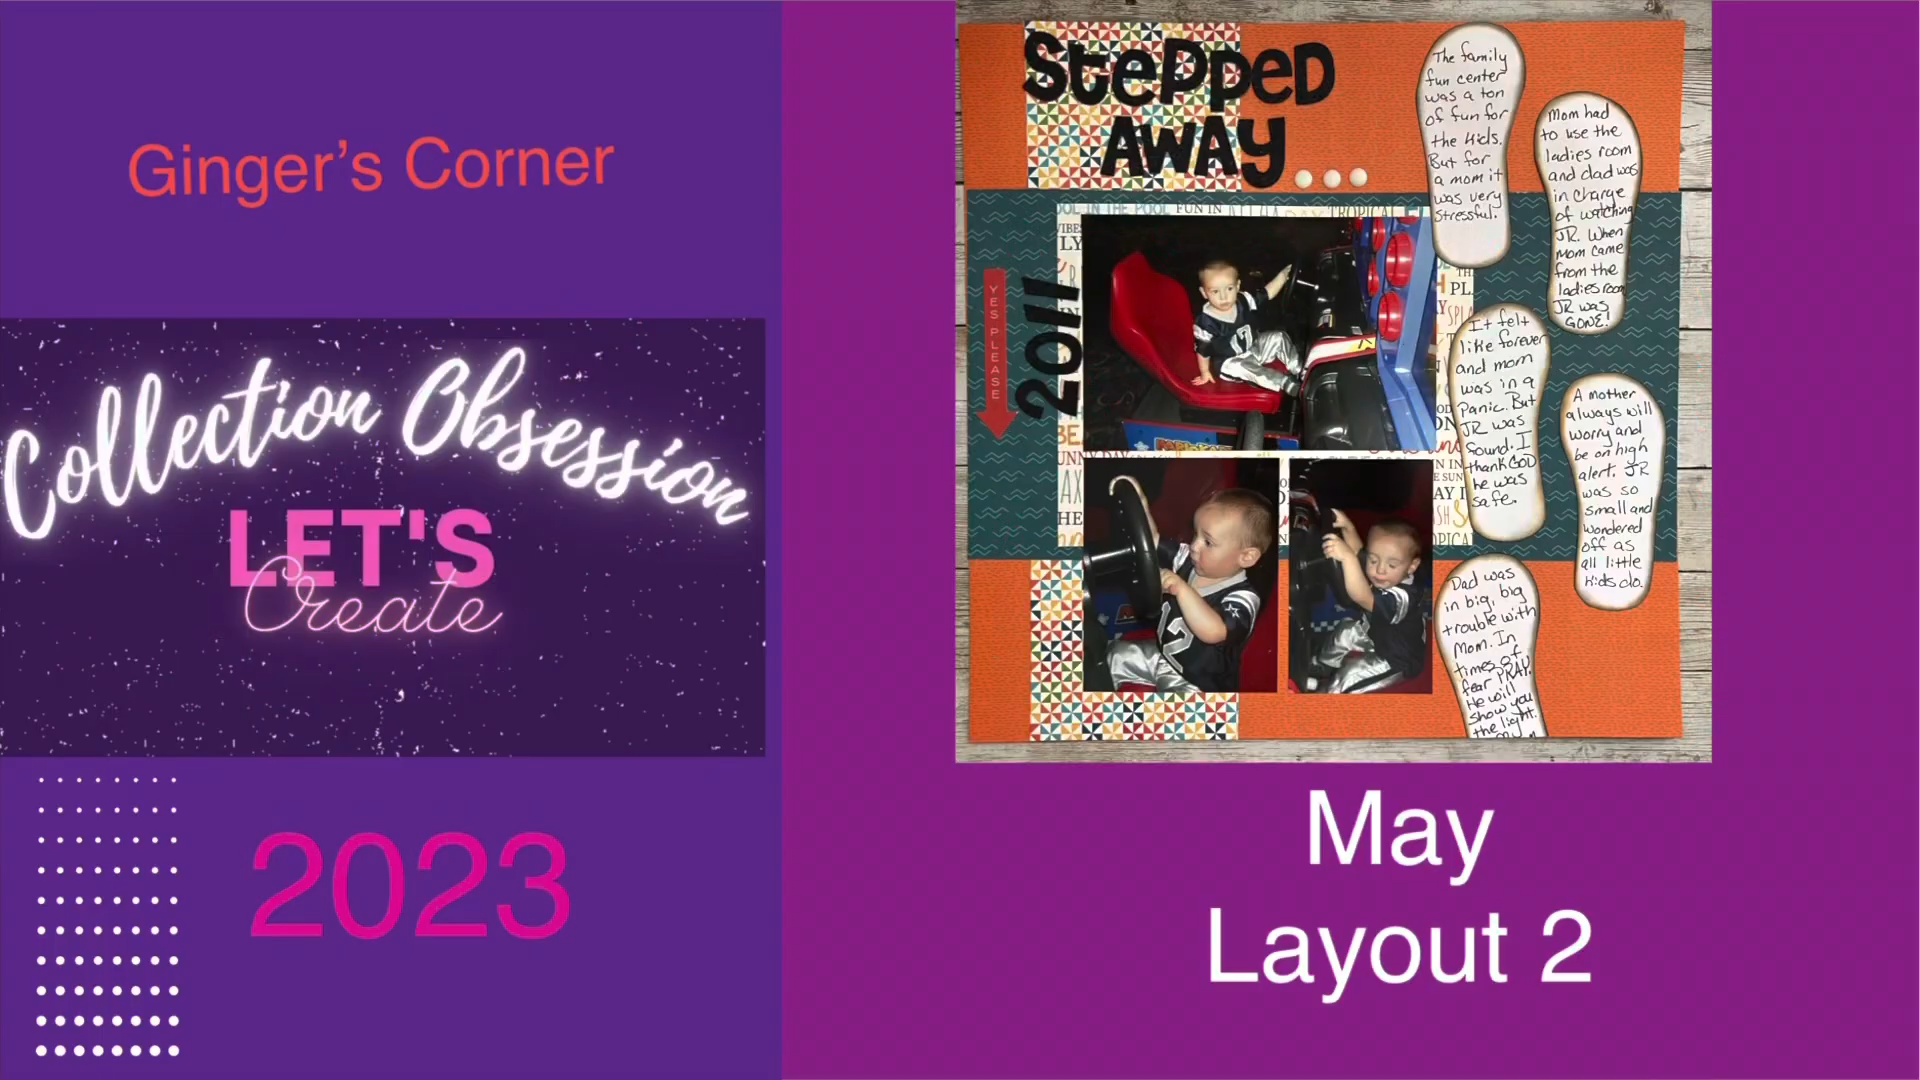 Ginger's Corner
Collection Obsession
LET'S
Create
2023
Stepped
AWAy...
YES PLEASE
2011
The family
fun center
was a ton
of fun for
the kids.
But for
a mom it
was very
stressful.
Mom had
to use the
ladies room
and dad was
in charge
of watching
JR. When
mom came
from the
ladies room
JR was
GONE!
It felt
like forever
and mom
was in a
panic. But
JR was
found. I
thank GOD
he was
safe.
A mother
always will
worry and
be on high
alert. JR
was so
small and
wondered
off as
all little
kids do.
Dad was
in big, big
trouble with
Mom. In
times of
fear PRAY.
He will
show you
the light.
May
Layout 2